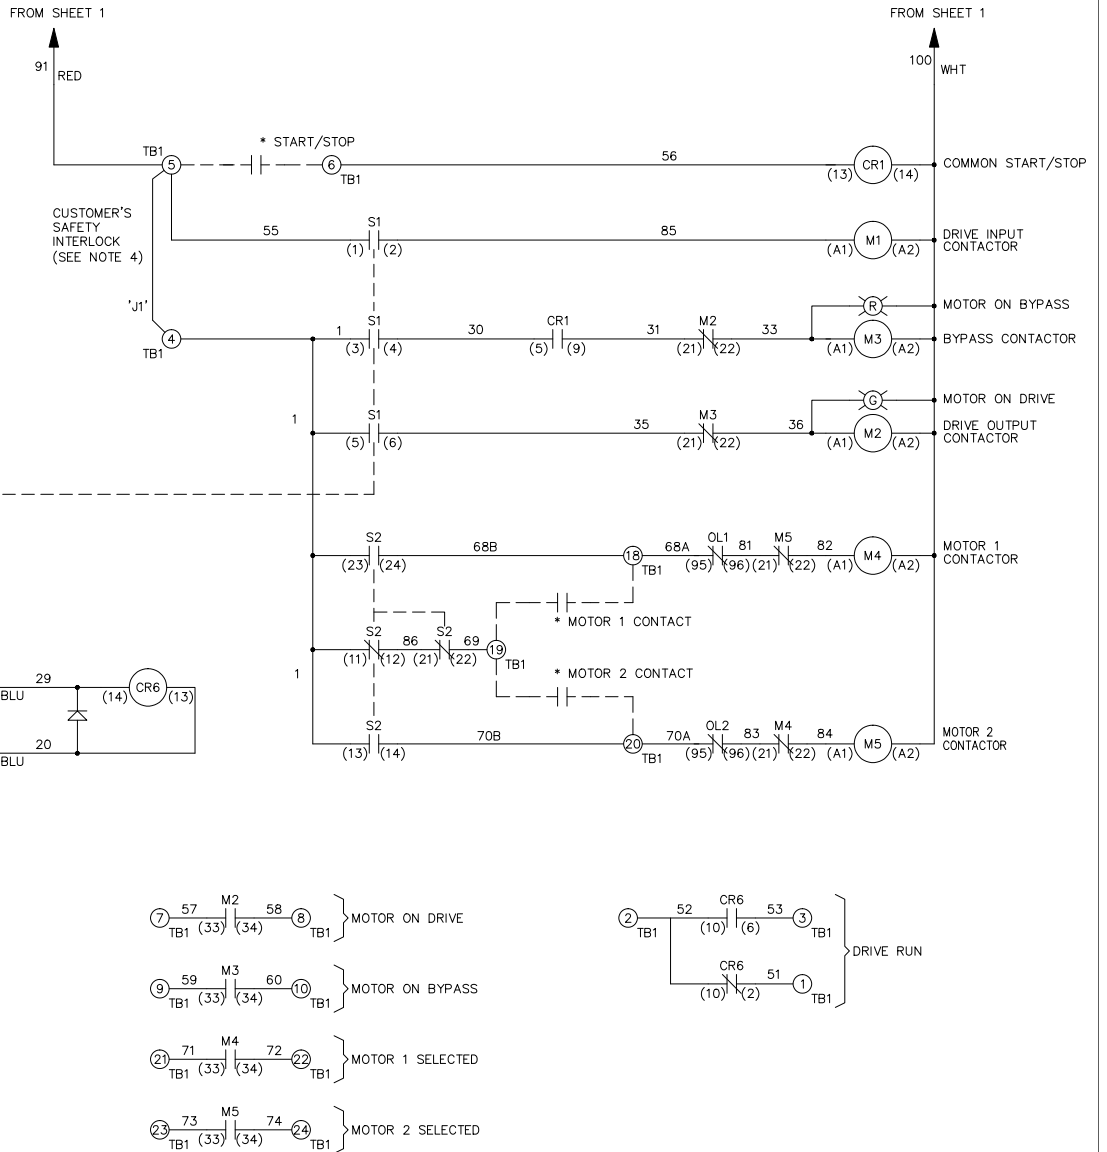 FROM SHEET 1
FROM SHEET 1
91
RED
100
WHT
* START/STOP
TB1
5
6
TB1
56
CR1
(13)
(14)
COMMON START/STOP
CUSTOMER'S
SAFETY
INTERLOCK
(SEE NOTE 4)
55
S1
(1)
(2)
85
M1
(A1)
(A2)
DRIVE INPUT
CONTACTOR
'J1'
R
MOTOR ON BYPASS
4
TB1
1
S1
(3)
(4)
30
CR1
(5)
(9)
31
M2
(21)
(22)
33
M3
(A1)
(A2)
BYPASS CONTACTOR
G
MOTOR ON DRIVE
1
S1
(5)
(6)
35
M3
(21)
(22)
36
M2
(A1)
(A2)
DRIVE OUTPUT
CONTACTOR
S2
(23)
(24)
68B
18
TB1
68A
OL1
(95)
(96)
81
M5
(21)
(22)
82
M4
(A1)
(A2)
MOTOR 1
CONTACTOR
* MOTOR 1 CONTACT
S2
(11)
(12)
86
S2
(21)
(22)
69
19
TB1
* MOTOR 2 CONTACT
1
29
BLU
(14)
CR6
(13)
20
BLU
S2
(13)
(14)
70B
20
TB1
70A
OL2
(95)
(96)
83
M4
(21)
(22)
84
M5
(A1)
(A2)
MOTOR 2
CONTACTOR
7
TB1
57
M2
(33)
(34)
58
8
TB1
MOTOR ON DRIVE
2
TB1
52
CR6
(10)
(6)
53
3
TB1
DRIVE RUN
CR6
(10)
(2)
51
1
TB1
9
TB1
59
M3
(33)
(34)
60
10
TB1
MOTOR ON BYPASS
21
TB1
71
M4
(33)
(34)
72
22
TB1
MOTOR 1 SELECTED
23
TB1
73
M5
(33)
(34)
74
24
TB1
MOTOR 2 SELECTED